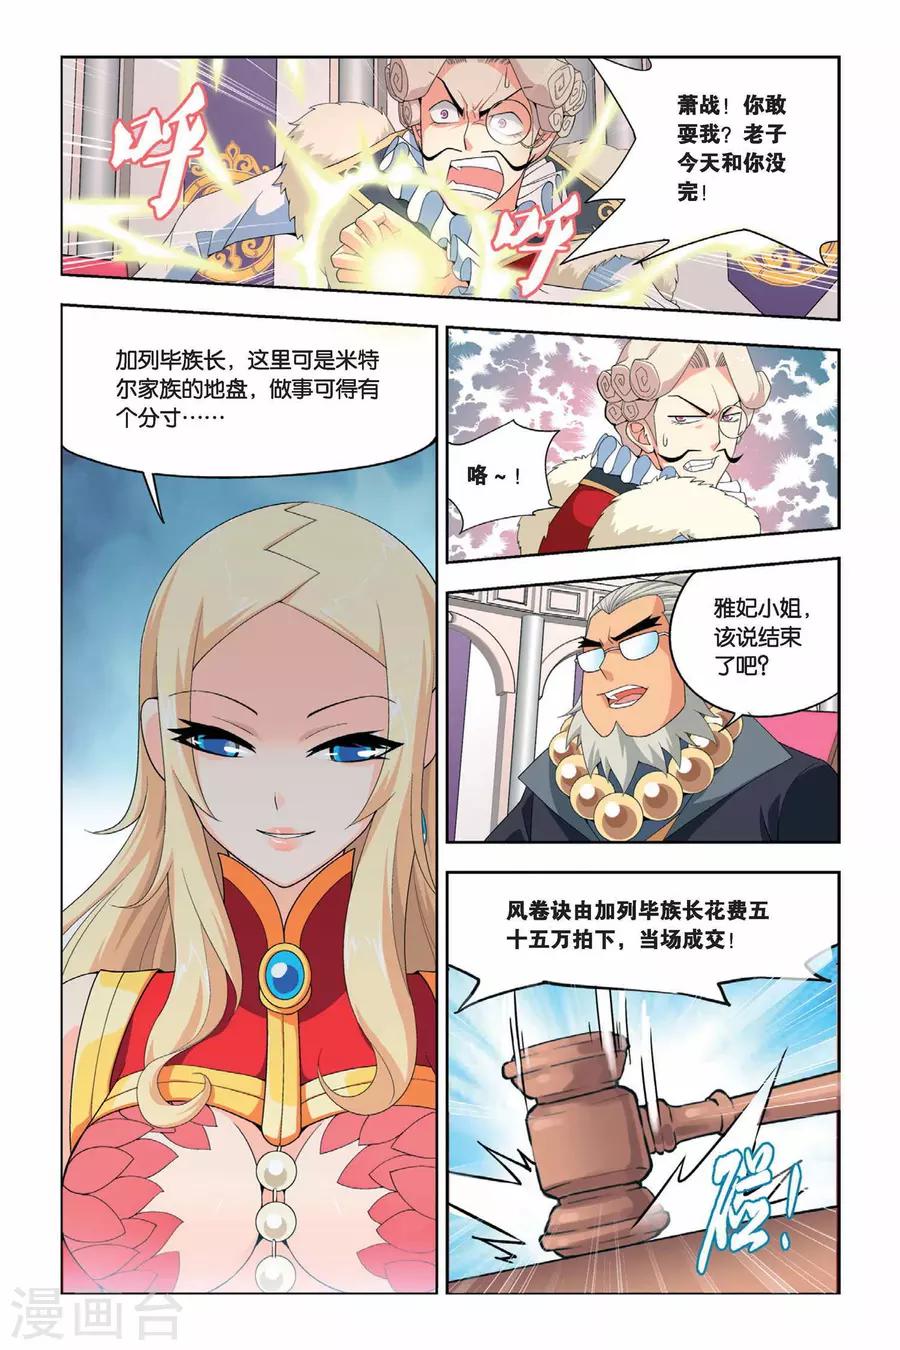 呼
呼
萧战！你敢
耍我？老子
今天和你没
完！
加列毕族长，这里可是米特
尔家族的地盘，做事可得有
个分寸……
咯～！
雅妃小姐，
该说结束
了吧？
风卷诀由加列毕族长花费五
十五万拍下，当场成交！
磴！
漫画台